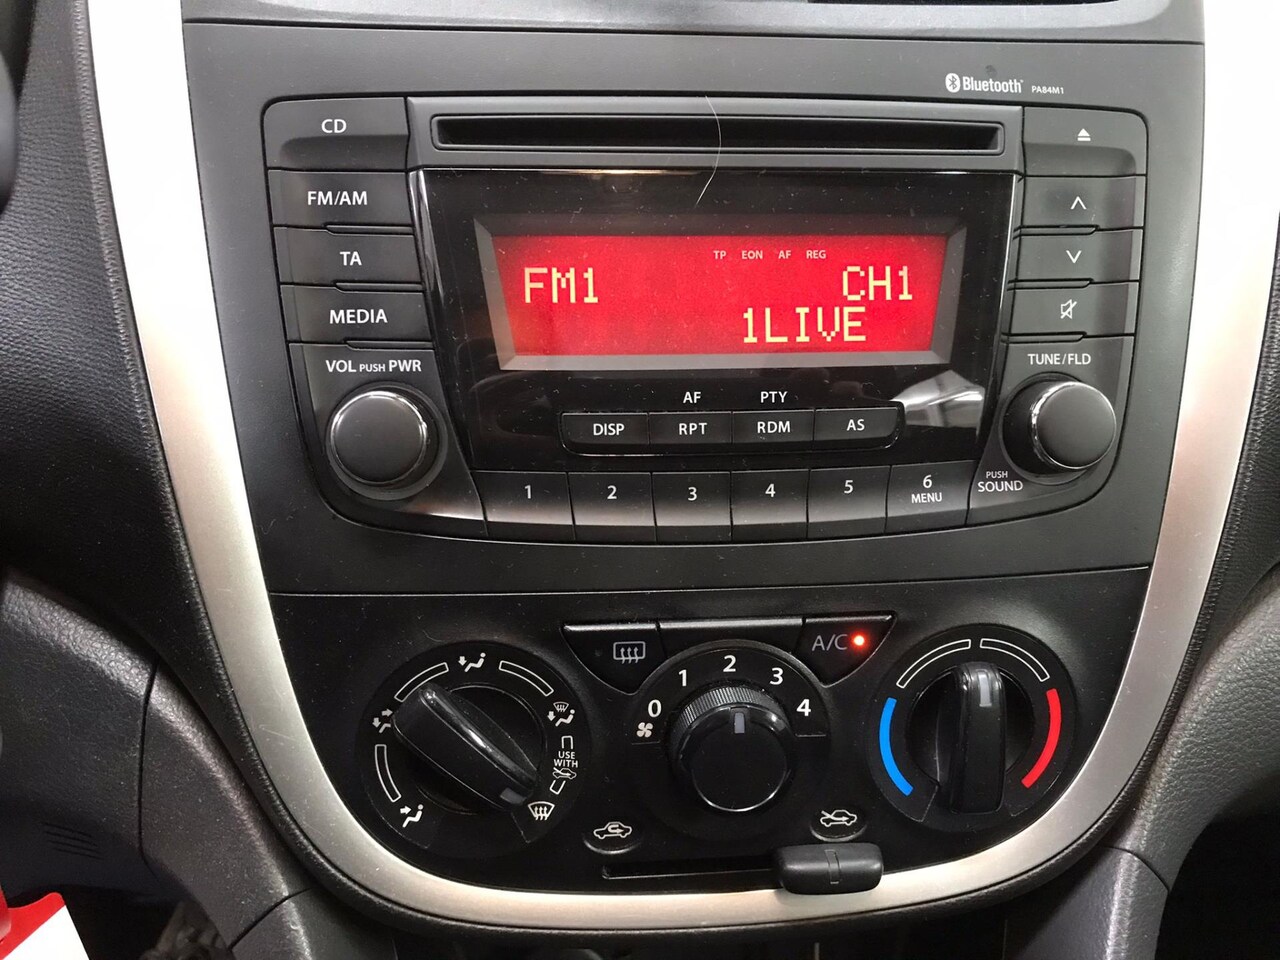 Bluetooth PA84M1
CD
FM/AM
TA
MEDIA
VOL PUSH PWR
TP EON AF REG
FM1 CH1
1LIVE
TUNE/FLD
AF PTY
DISP RPT RDM AS
1 2 3 4 5 6
MENU
PUSH
SOUND
A/C
0 1 2 3 4
USE
WITH